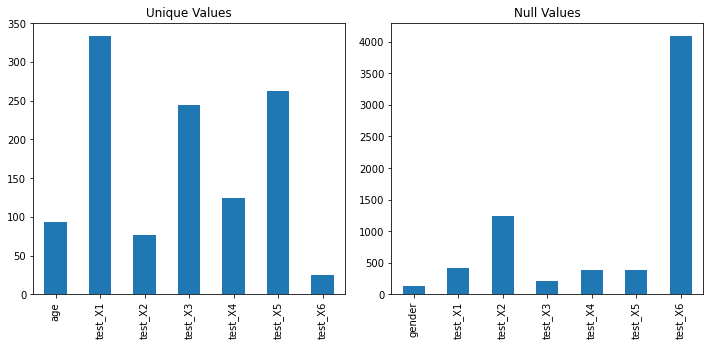 Unique Values
350
300
250
200
150
100
50
0
age
test_X1
test_X2
test_X3
test_X4
test_X5
test_X6
Null Values
4000
3500
3000
2500
2000
1500
1000
500
0
gender
test_X1
test_X2
test_X3
test_X4
test_X5
test_X6